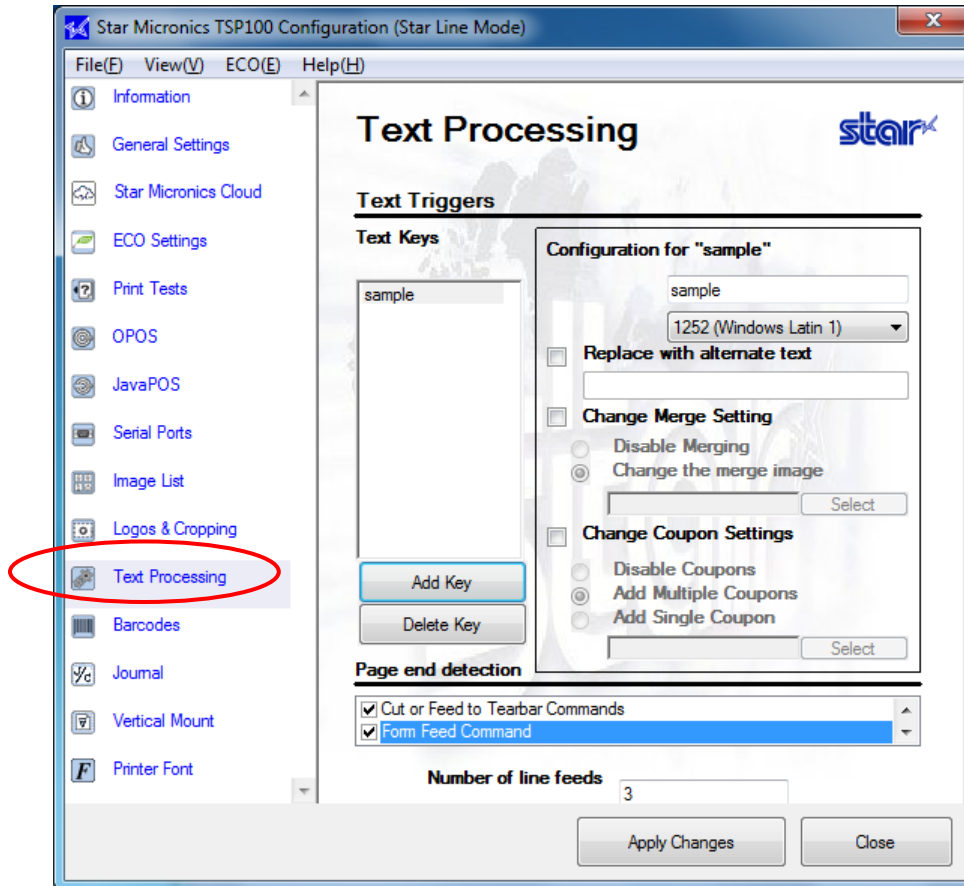 Star Micronics TSP100 Configuration (Star Line Mode)
File(F) View(V) ECO(E) Help(H)
Information
General Settings
Star Micronics Cloud
ECO Settings
Print Tests
OPOS
JavaPOS
Serial Ports
Image List
Logos & Cropping
Text Processing
Barcodes
Journal
Vertical Mount
Printer Font
Text Processing
star
Text Triggers
Text Keys
sample
Add Key
Delete Key
Configuration for "sample"
sample
1252 (Windows Latin 1)
Replace with alternate text
Change Merge Setting
Disable Merging
Change the merge image
Select
Change Coupon Settings
Disable Coupons
Add Multiple Coupons
Add Single Coupon
Select
Page end detection
Cut or Feed to Tearbar Commands
Form Feed Command
Number of line feeds
3
Apply Changes
Close